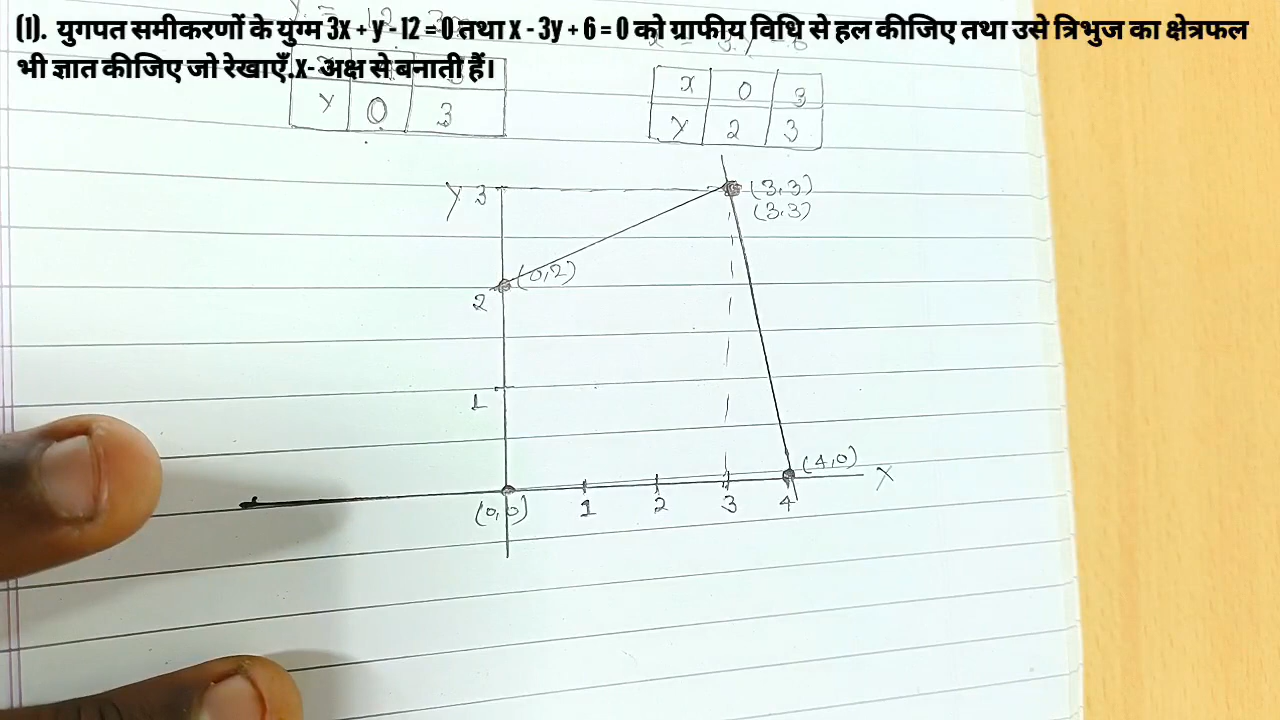 (1). युगपत समीकरणों के युग्म 3x + y - 12 = 0 तथा x - 3y + 6 = 0 को ग्राफीय विधि से हल कीजिए तथा उसे त्रिभुज का क्षेत्रफल
भी ज्ञात कीजिए जो रेखाएँ x- अक्ष से बनाती हैं।
x 0 3
y 0 3
y 2 3
y 3 (3,3)
(3,3)
(0,2)
2
1
(4,0)
x
(0,0) 1 2 3 4